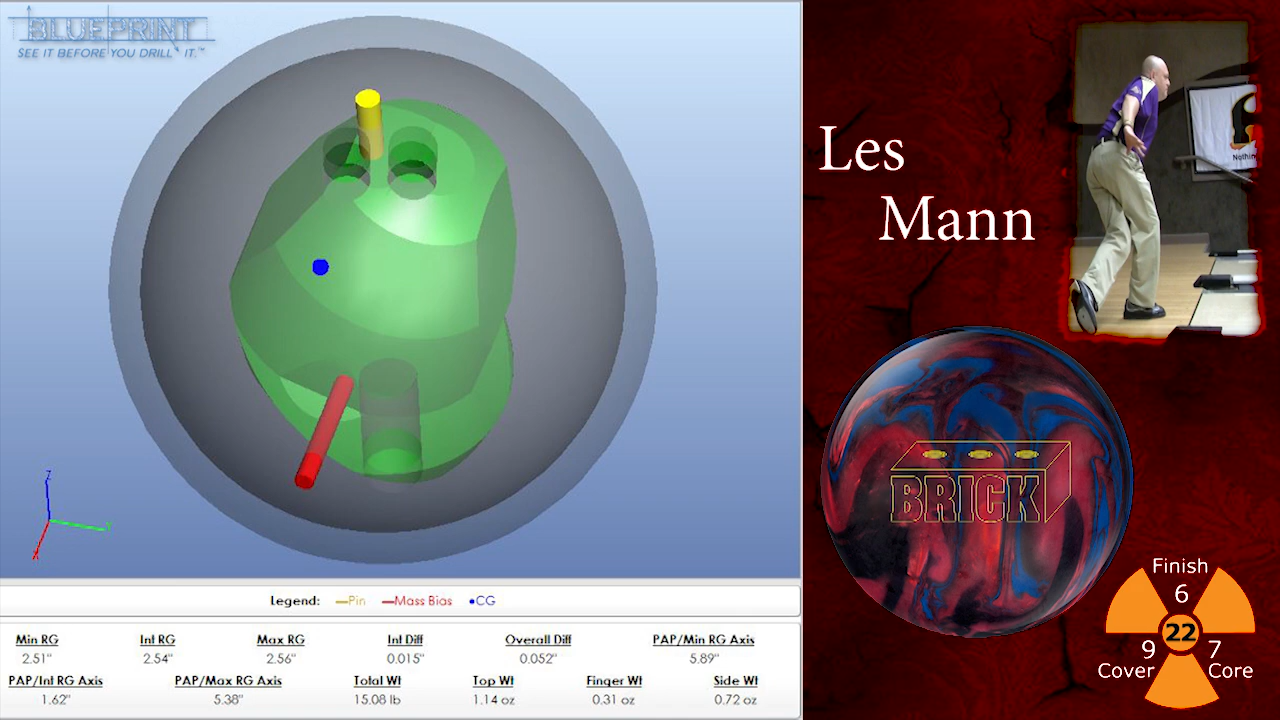 BLUEPRINT
SEE IT BEFORE YOU DRILL IT.™
Z
Y
X
Legend: Pin Mass Bias CG
Min RG Int RG Max RG Int Diff Overall Diff PAP/Min RG Axis
2.51" 2.54" 2.56" 0.015" 0.052" 5.89"
PAP/Int RG Axis PAP/Max RG Axis Total Wt Top Wt Finger Wt Side Wt
1.62" 5.38" 15.08 lb 1.14 oz 0.31 oz 0.72 oz
Les
Mann
Nothin
BRICK
Finish
6
22
9 7
Cover Core